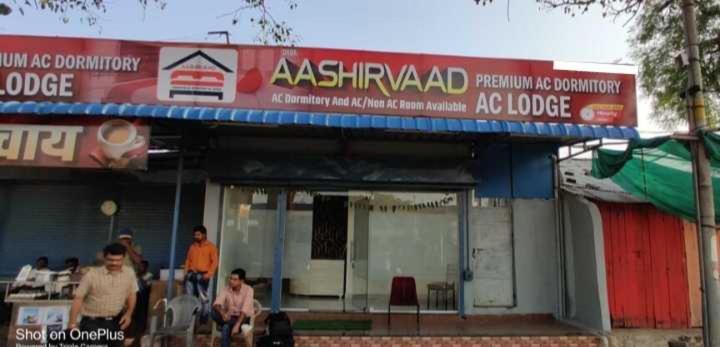 UM AC DORMITORY
LODGE
AASHIRVAAD
AC Dormitory And AC/Non AC Room Available
PREMIUM AC DORMITORY
AC LODGE
चाय
Shot on OnePlus